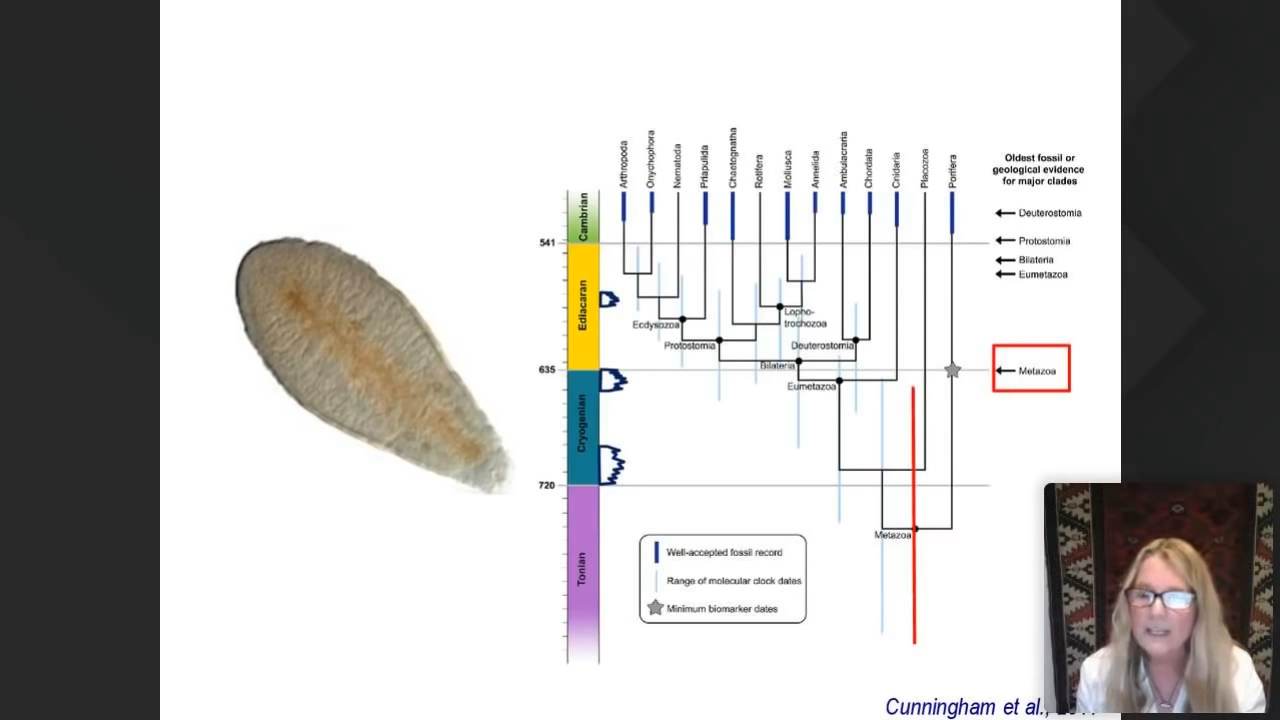 Arthropoda
Onychophora
Nematoda
Priapulida
Chaetognatha
Rotifera
Mollusca
Annelida
Ambulacraria
Chordata
Cnidaria
Placozoa
Porifera
Oldest fossil or
geological evidence
for major clades
Cambrian
Deuterostomia
541
Protostomia
Bilateria
Eumetazoa
Ediacaran
Ecdysozoa
Lopho-
trochozoa
Protostomia
Deuterostomia
Bilateria
635
Metazoa
Eumetazoa
Cryogenian
720
Metazoa
Tonian
Well-accepted fossil record
Range of molecular clock dates
Minimum biomarker dates
Cunningham et al.,